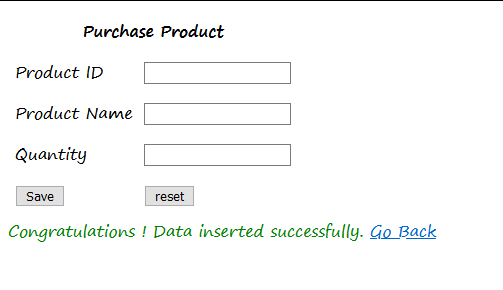 Purchase Product
Product ID
Product Name
Quantity
Save reset
Congratulations ! Data inserted successfully. Go Back